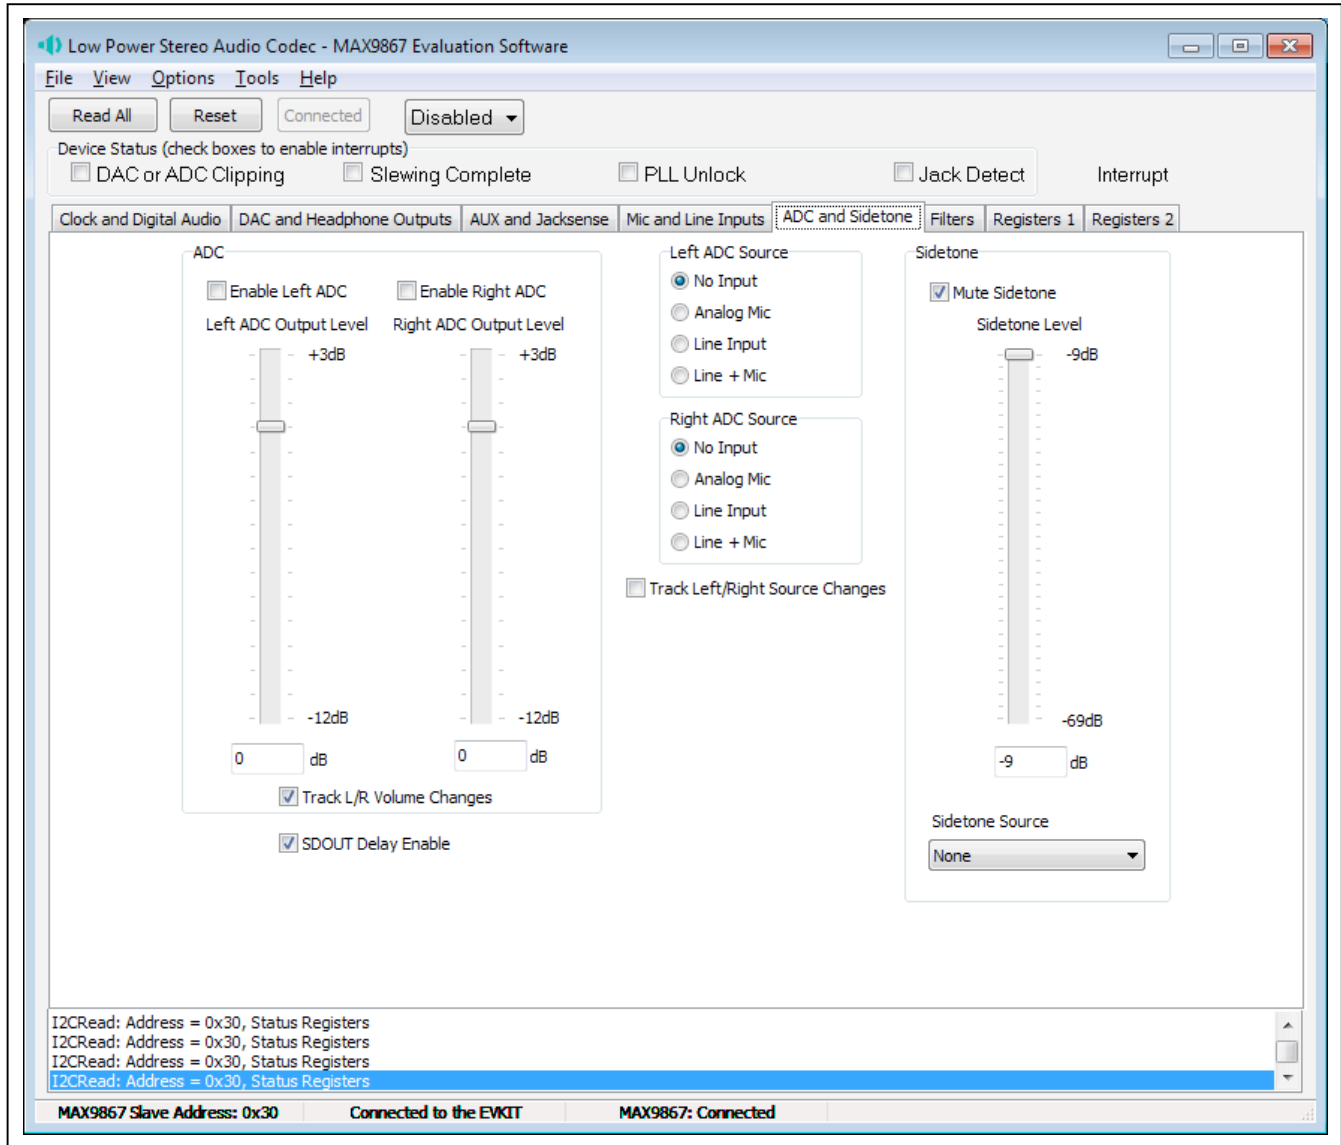 Low Power Stereo Audio Codec - MAX9867 Evaluation Software
File View Options Tools Help
Read All Reset Connected Disabled
Device Status (check boxes to enable interrupts)
DAC or ADC Clipping Slewing Complete PLL Unlock Jack Detect Interrupt
Clock and Digital Audio DAC and Headphone Outputs AUX and Jacksense Mic and Line Inputs ADC and Sidetone Filters Registers 1 Registers 2
ADC
Enable Left ADC Enable Right ADC
Left ADC Output Level Right ADC Output Level
+3dB +3dB
-12dB -12dB
0 dB 0 dB
Track L/R Volume Changes
SDOUT Delay Enable
Left ADC Source
No Input
Analog Mic
Line Input
Line + Mic
Right ADC Source
No Input
Analog Mic
Line Input
Line + Mic
Track Left/Right Source Changes
Sidetone
Mute Sidetone
Sidetone Level
-9dB
-69dB
-9 dB
Sidetone Source
None
I2CRead: Address = 0x30, Status Registers
I2CRead: Address = 0x30, Status Registers
I2CRead: Address = 0x30, Status Registers
I2CRead: Address = 0x30, Status Registers
MAX9867 Slave Address: 0x30 Connected to the EVKIT MAX9867: Connected